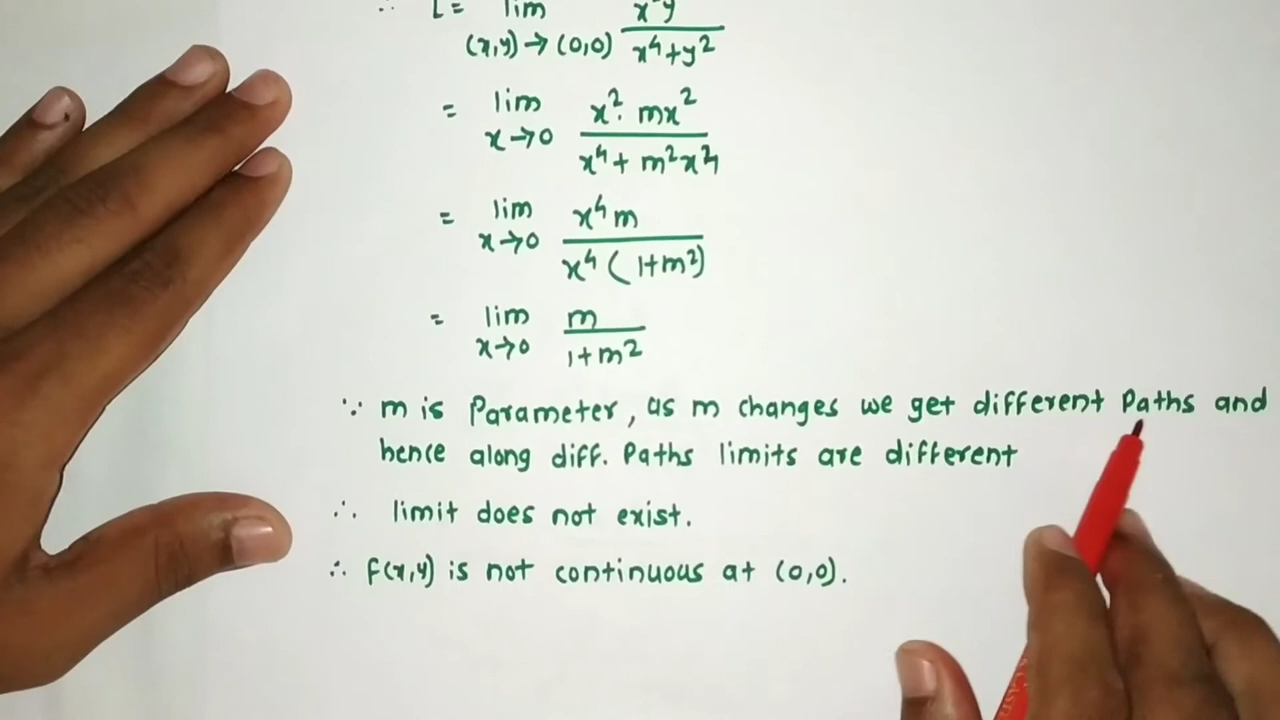 ∴ L = lim x²y
(x,y)→(0,0) x⁴+y²
= lim x². mx²
x→0 x⁴+ m²x⁴
= lim x⁴m
x→0 x⁴(1+m²)
= lim m
x→0 1+m²
∵ m is Parameter, as m changes we get different Paths and
hence along diff. Paths limits are different
∴ limit does not exist.
∴ f(x,y) is not continuous at (0,0).